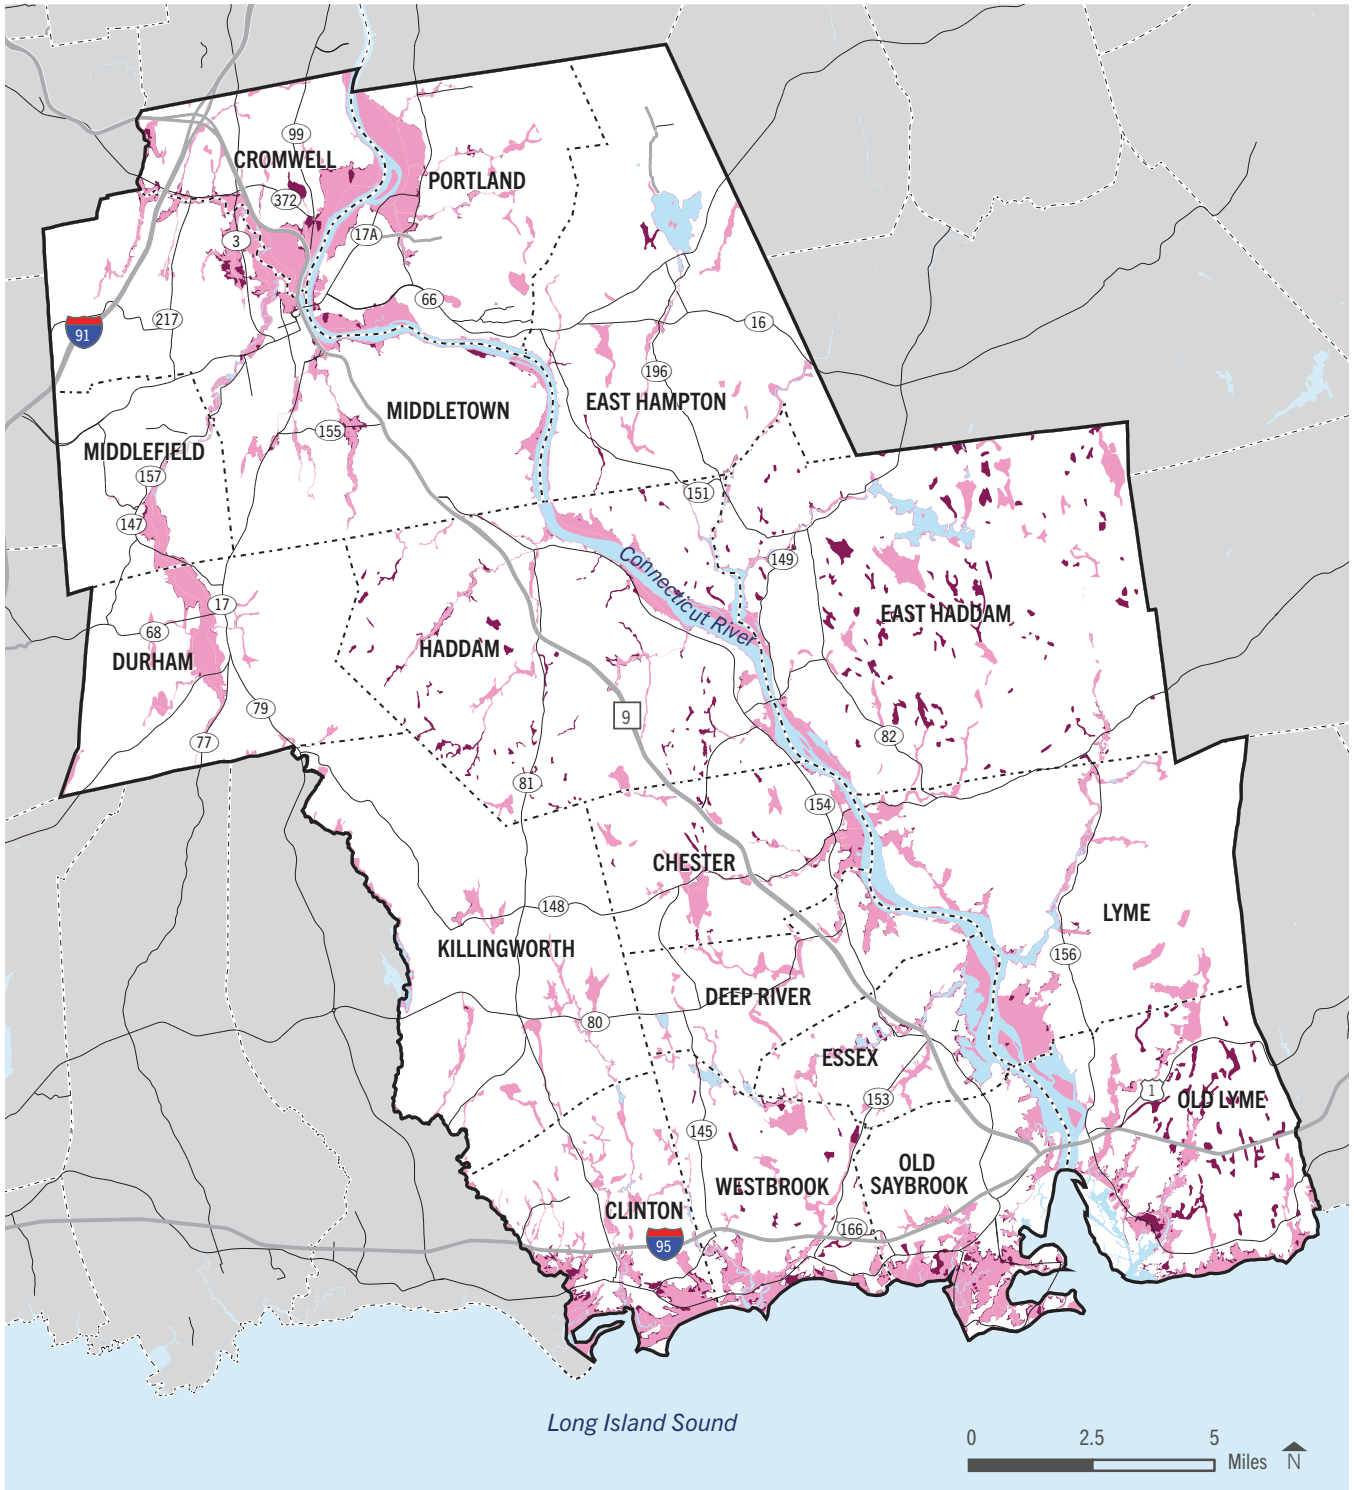 99
CROMWELL
PORTLAND
372
3
17A
66
217
91
16
196
MIDDLETOWN
EAST HAMPTON
155
MIDDLEFIELD
157
151
147
149
Connecticut River
17
EAST HADDAM
68
HADDAM
DURHAM
79
9
82
77
81
154
CHESTER
148
LYME
KILLINGWORTH
156
DEEP RIVER
80
ESSEX
1
153
OLD LYME
145
OLD
SAYBROOK
WESTBROOK
CLINTON
166
95
Long Island Sound
0 2.5 5
Miles N